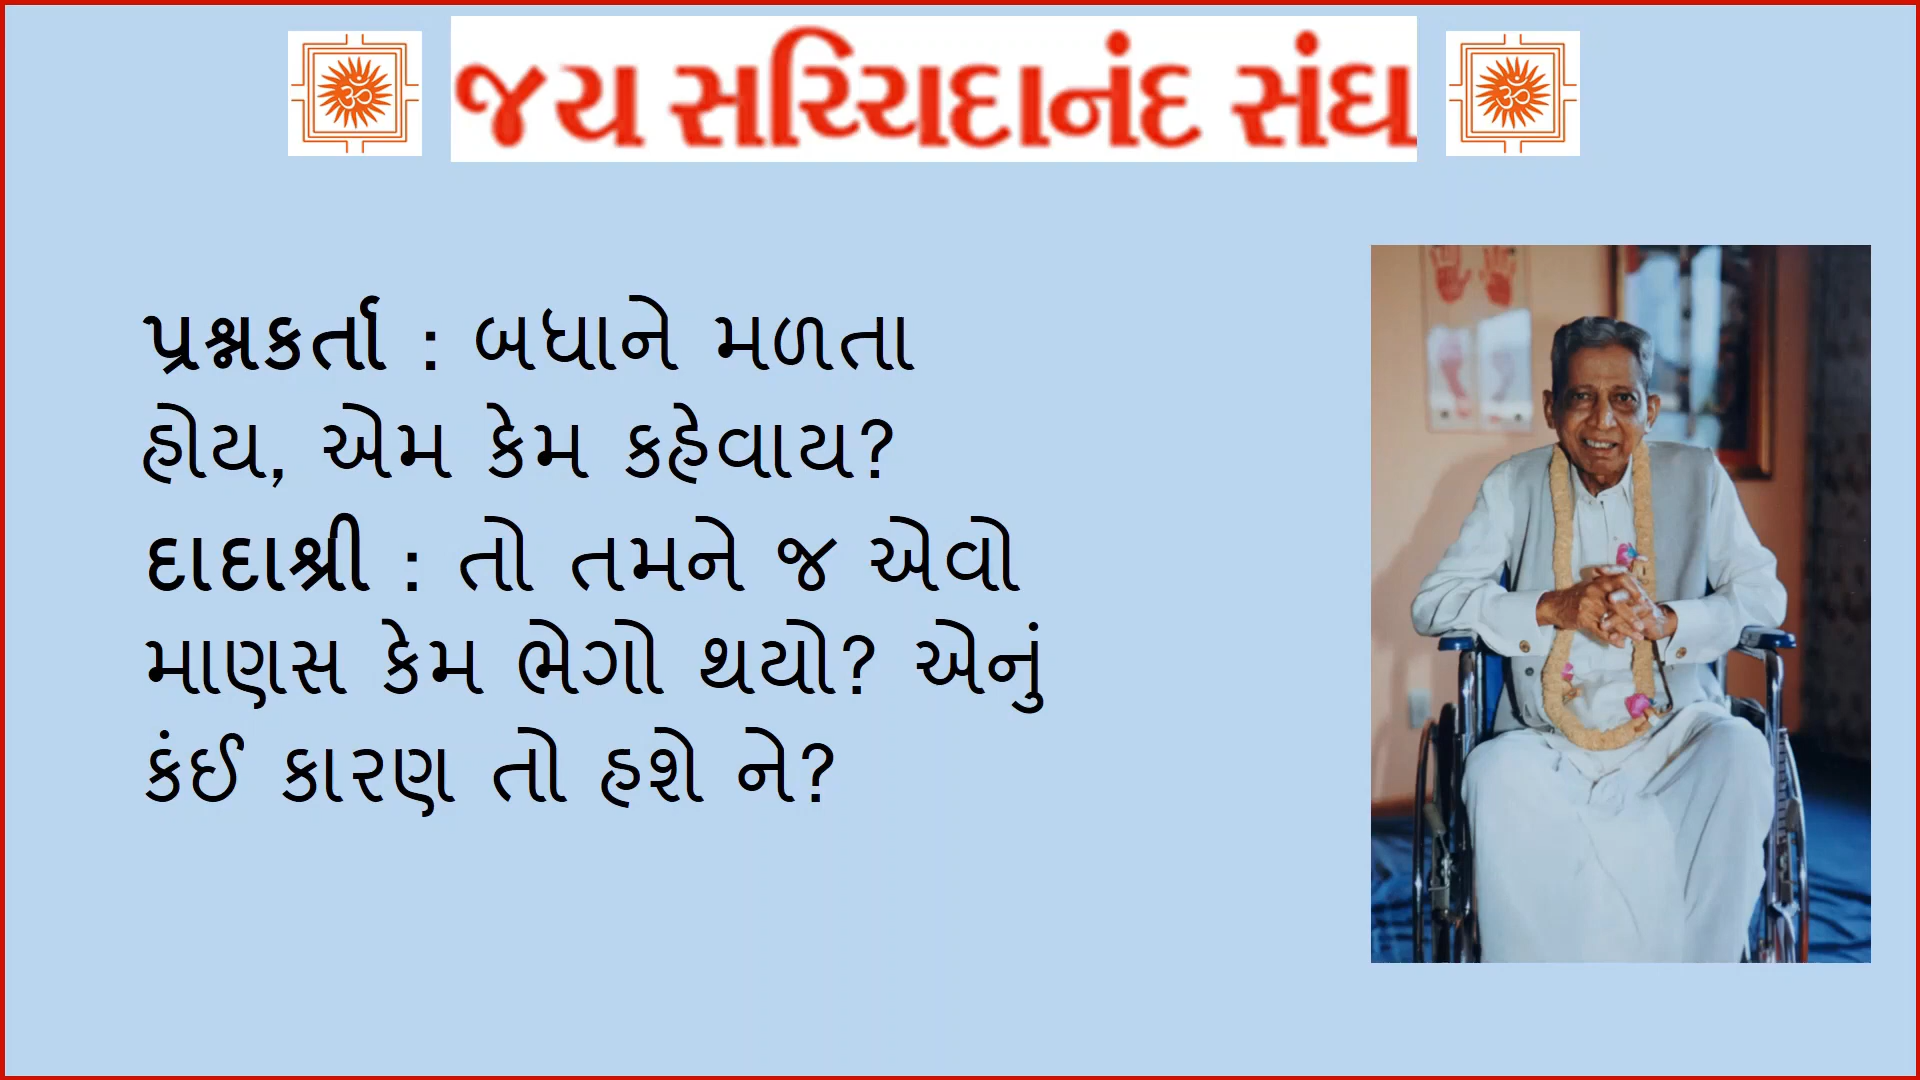 જય સચ્ચિદાનંદ સંઘ
પ્રશ્નકર્તા : બધાને મળતા
હોય, એમ કેમ કહેવાય?
દાદાશ્રી : તો તમને જ એવો
માણસ કેમ ભેગો થયો? એનું
કંઈ કારણ તો હશે ને?